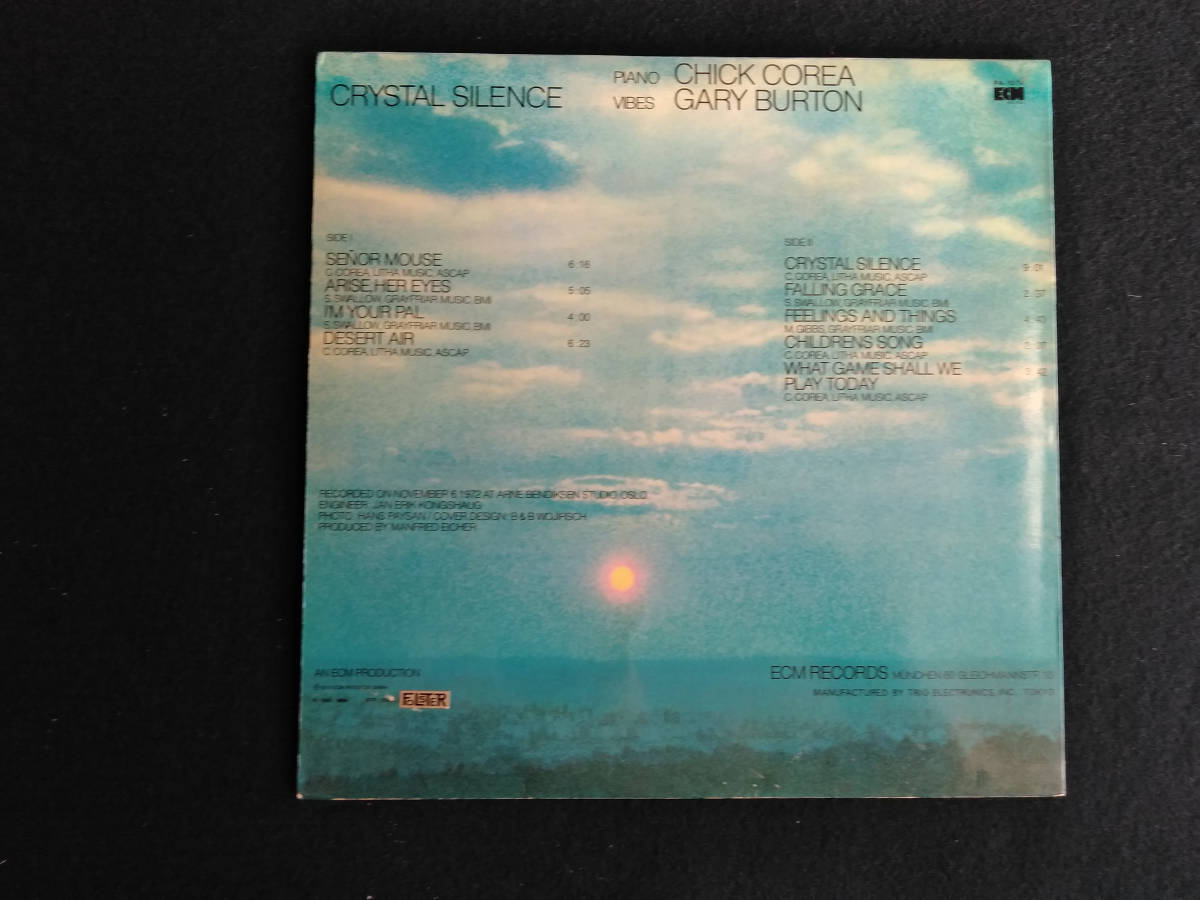 CRYSTAL SILENCE
PIANO CHICK COREA
VIBES GARY BURTON
ECM
SIDE I
SEÑOR MOUSE 6:16
C. COREA, LITHA MUSIC, ASCAP
ARISE, HER EYES 5:05
S. SWALLOW, GRAYFRIAR MUSIC, BMI
I'M YOUR PAL 4:00
S. SWALLOW, GRAYFRIAR MUSIC, BMI
DESERT AIR 6:23
C. COREA, LITHA MUSIC, ASCAP
SIDE II
CRYSTAL SILENCE 9:01
C. COREA, LITHA MUSIC, ASCAP
FALLING GRACE
S. SWALLOW, GRAYFRIAR MUSIC, BMI
FEELINGS AND THINGS
M. GIBBS, GRAYFRIAR MUSIC, BMI
CHILDRENS SONG
C. COREA, LITHA MUSIC, ASCAP
WHAT GAME SHALL WE 3:42
PLAY TODAY
C. COREA, LITHA MUSIC, ASCAP
RECORDED ON NOVEMBER 6, 1972 AT ARNE BENDIKSEN STUDIO, OSLO
ENGINEER: JAN ERIK KONGSHAUG
PHOTO: HANS PAYSAN / COVER DESIGN: B & B WOJIRSCH
PRODUCED BY MANFRED EICHER
AN ECM PRODUCTION
ECM RECORDS MÜNCHEN 60 GLEICHMANNSTR. 10
MANUFACTURED BY TRIO ELECTRONICS, INC. TOKYO